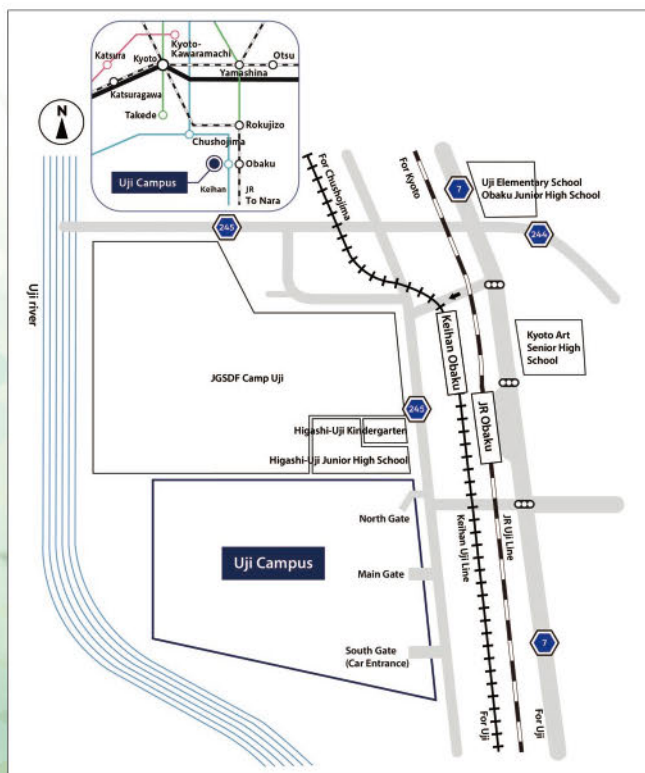 Katsura
Kyoto-
Kawaramachi
Kyoto
Otsu
Yamashina
Katsuragawa
Takede
Rokujizo
Chushojima
Obaku
Uji Campus
Keihan
JR
To Nara
N
For Chushojima
For Kyoto
7
Uji Elementary School
Obaku Junior High School
245
244
Uji river
Kyoto Art
Senior High
School
Keihan Obaku
JGSDF Camp Uji
245
JR Obaku
Higashi-Uji Kindergarten
Higashi-Uji Junior High School
North Gate
Keihan Uji Line
JR Uji Line
Uji Campus
Main Gate
South Gate
(Car Entrance)
7
For Uji
For Uji